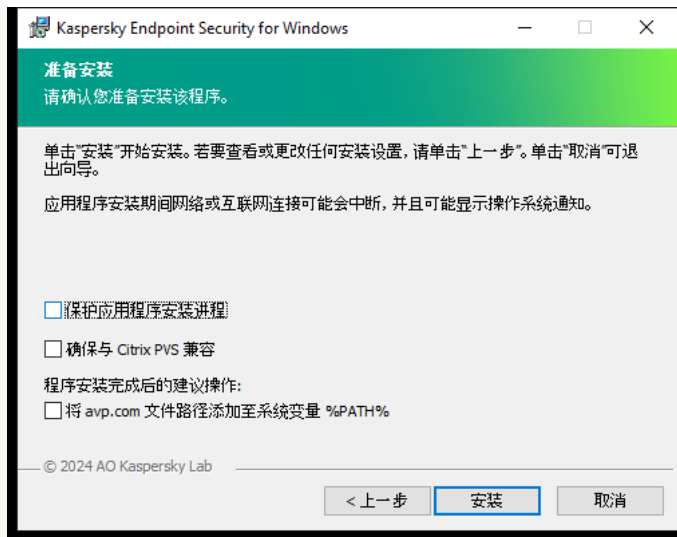 Kaspersky Endpoint Security for Windows
准备安装
请确认您准备安装该程序。
单击"安装"开始安装。若要查看或更改任何安装设置，请单击"上一步"。单击"取消"可退
出向导。
应用程序安装期间网络或互联网连接可能会中断，并且可能显示操作系统通知。
保护应用程序安装进程
确保与 Citrix PVS 兼容
程序安装完成后的建议操作:
将 avp.com 文件路径添加至系统变量 %PATH%
© 2024 AO Kaspersky Lab
< 上一步
安装
取消